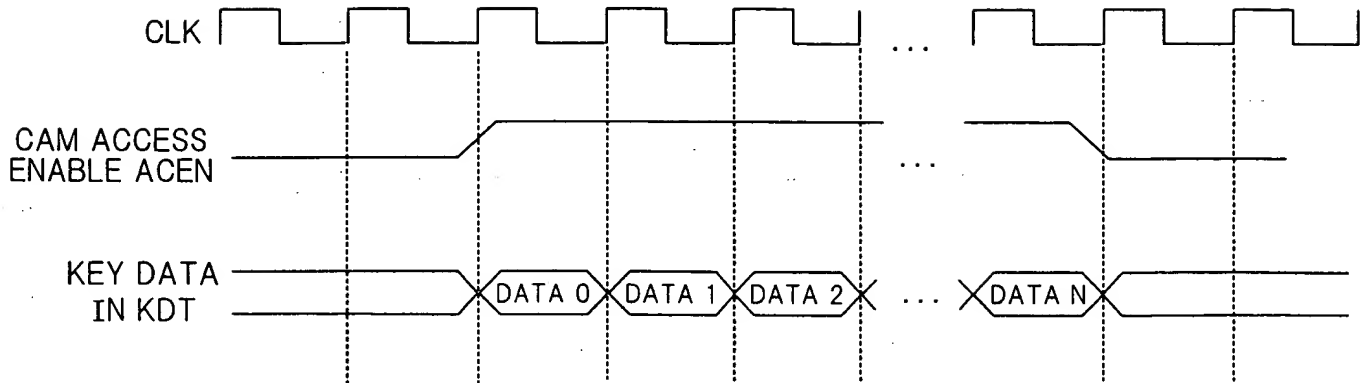 CLK
...
CAM ACCESS
ENABLE ACEN
...
KEY DATA
IN KDT
DATA 0 DATA 1 DATA 2 ... DATA N